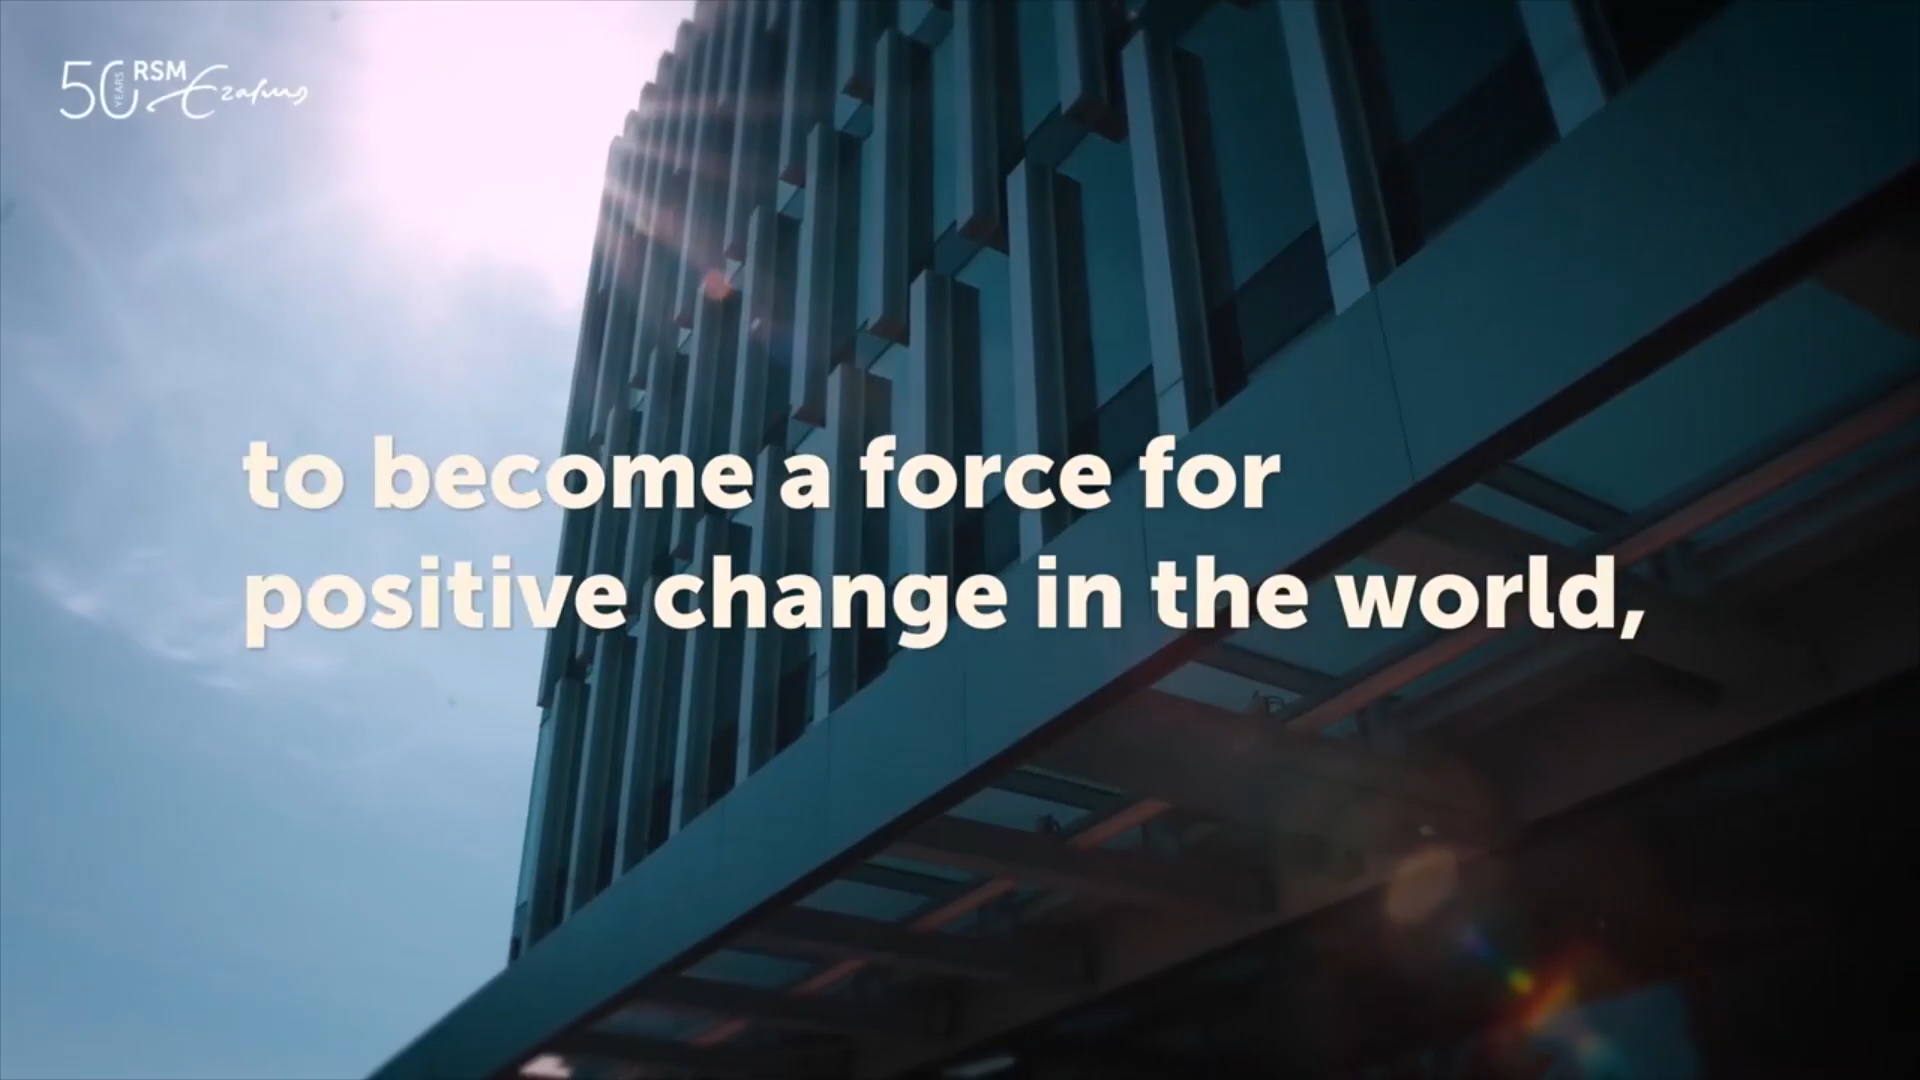 50 YEARS RSM Erasmus
to become a force for
positive change in the world,